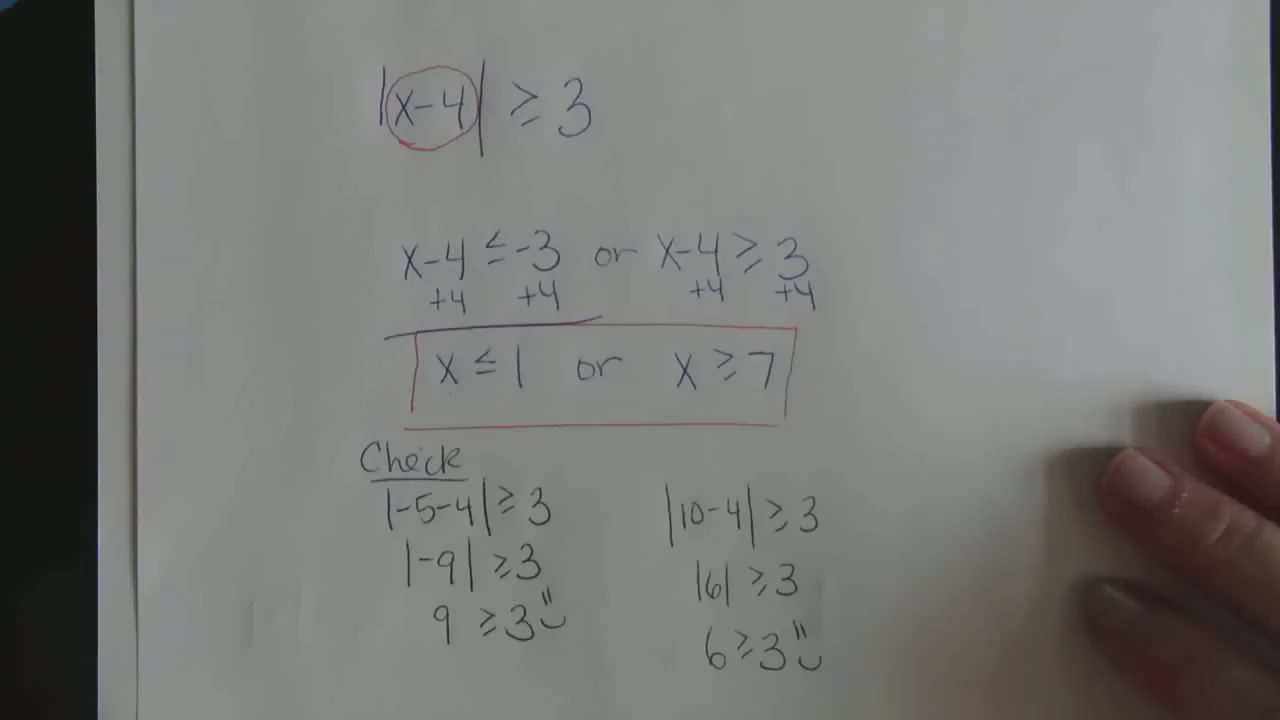 |x-4| ≥ 3
x-4 ≤ -3 or x-4 ≥ 3
+4 +4 +4 +4
x ≤ 1 or x ≥ 7
Check
|-5-4| ≥ 3 |10-4| ≥ 3
|-9| ≥ 3 |6| ≥ 3
9 ≥ 3 6 ≥ 3